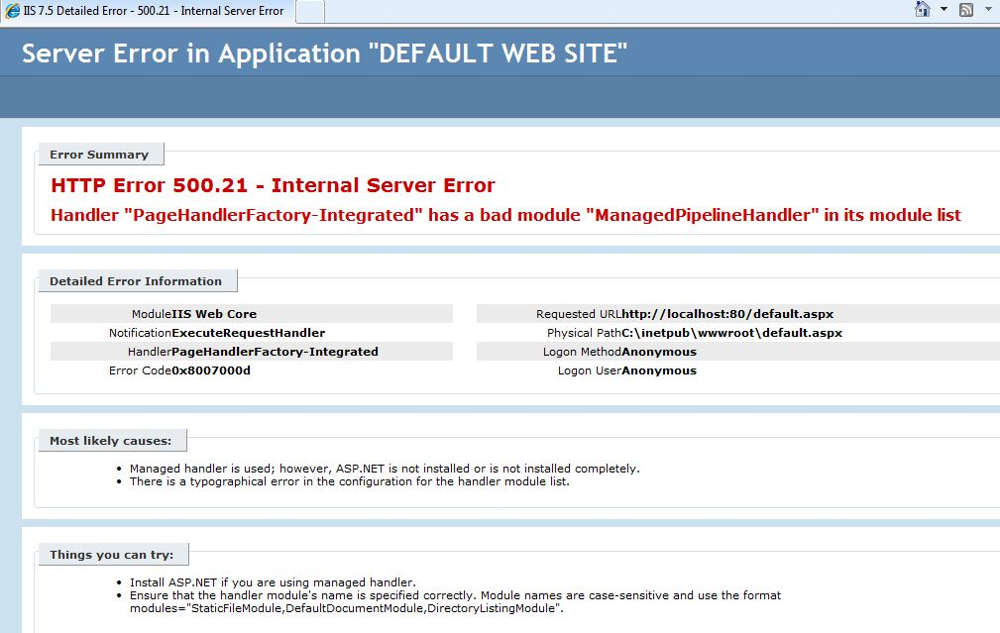 IIS 7.5 Detailed Error - 500.21 - Internal Server Error
Server Error in Application "DEFAULT WEB SITE"
Error Summary
HTTP Error 500.21 - Internal Server Error
Handler "PageHandlerFactory-Integrated" has a bad module "ManagedPipelineHandler" in its module list
Detailed Error Information
Module IIS Web Core
Notification ExecuteRequestHandler
Handler PageHandlerFactory-Integrated
Error Code 0x8007000d
Requested URL http://localhost:80/default.aspx
Physical Path C:\inetpub\wwwroot\default.aspx
Logon Method Anonymous
Logon User Anonymous
Most likely causes:
Managed handler is used; however, ASP.NET is not installed or is not installed completely.
There is a typographical error in the configuration for the handler module list.
Things you can try:
Install ASP.NET if you are using managed handler.
Ensure that the handler module's name is specified correctly. Module names are case-sensitive and use the format
modules="StaticFileModule,DefaultDocumentModule,DirectoryListingModule".